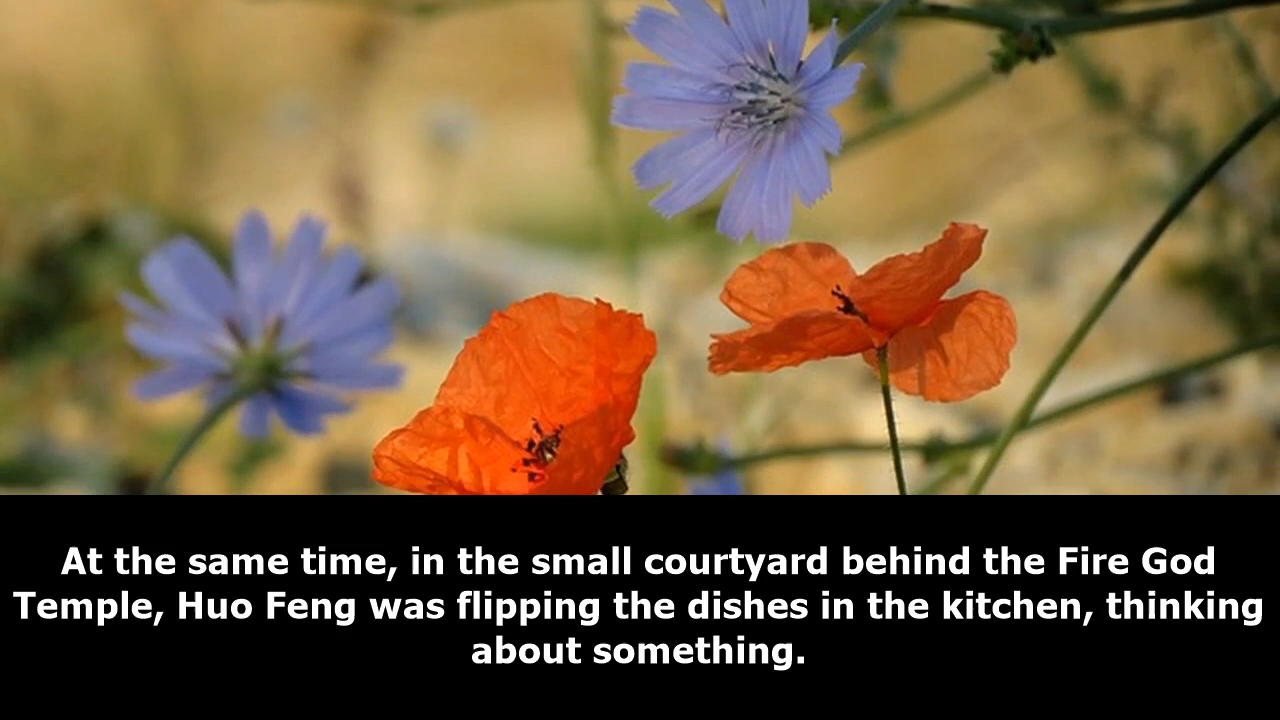 At the same time, in the small courtyard behind the Fire God
Temple, Huo Feng was flipping the dishes in the kitchen, thinking
about something.